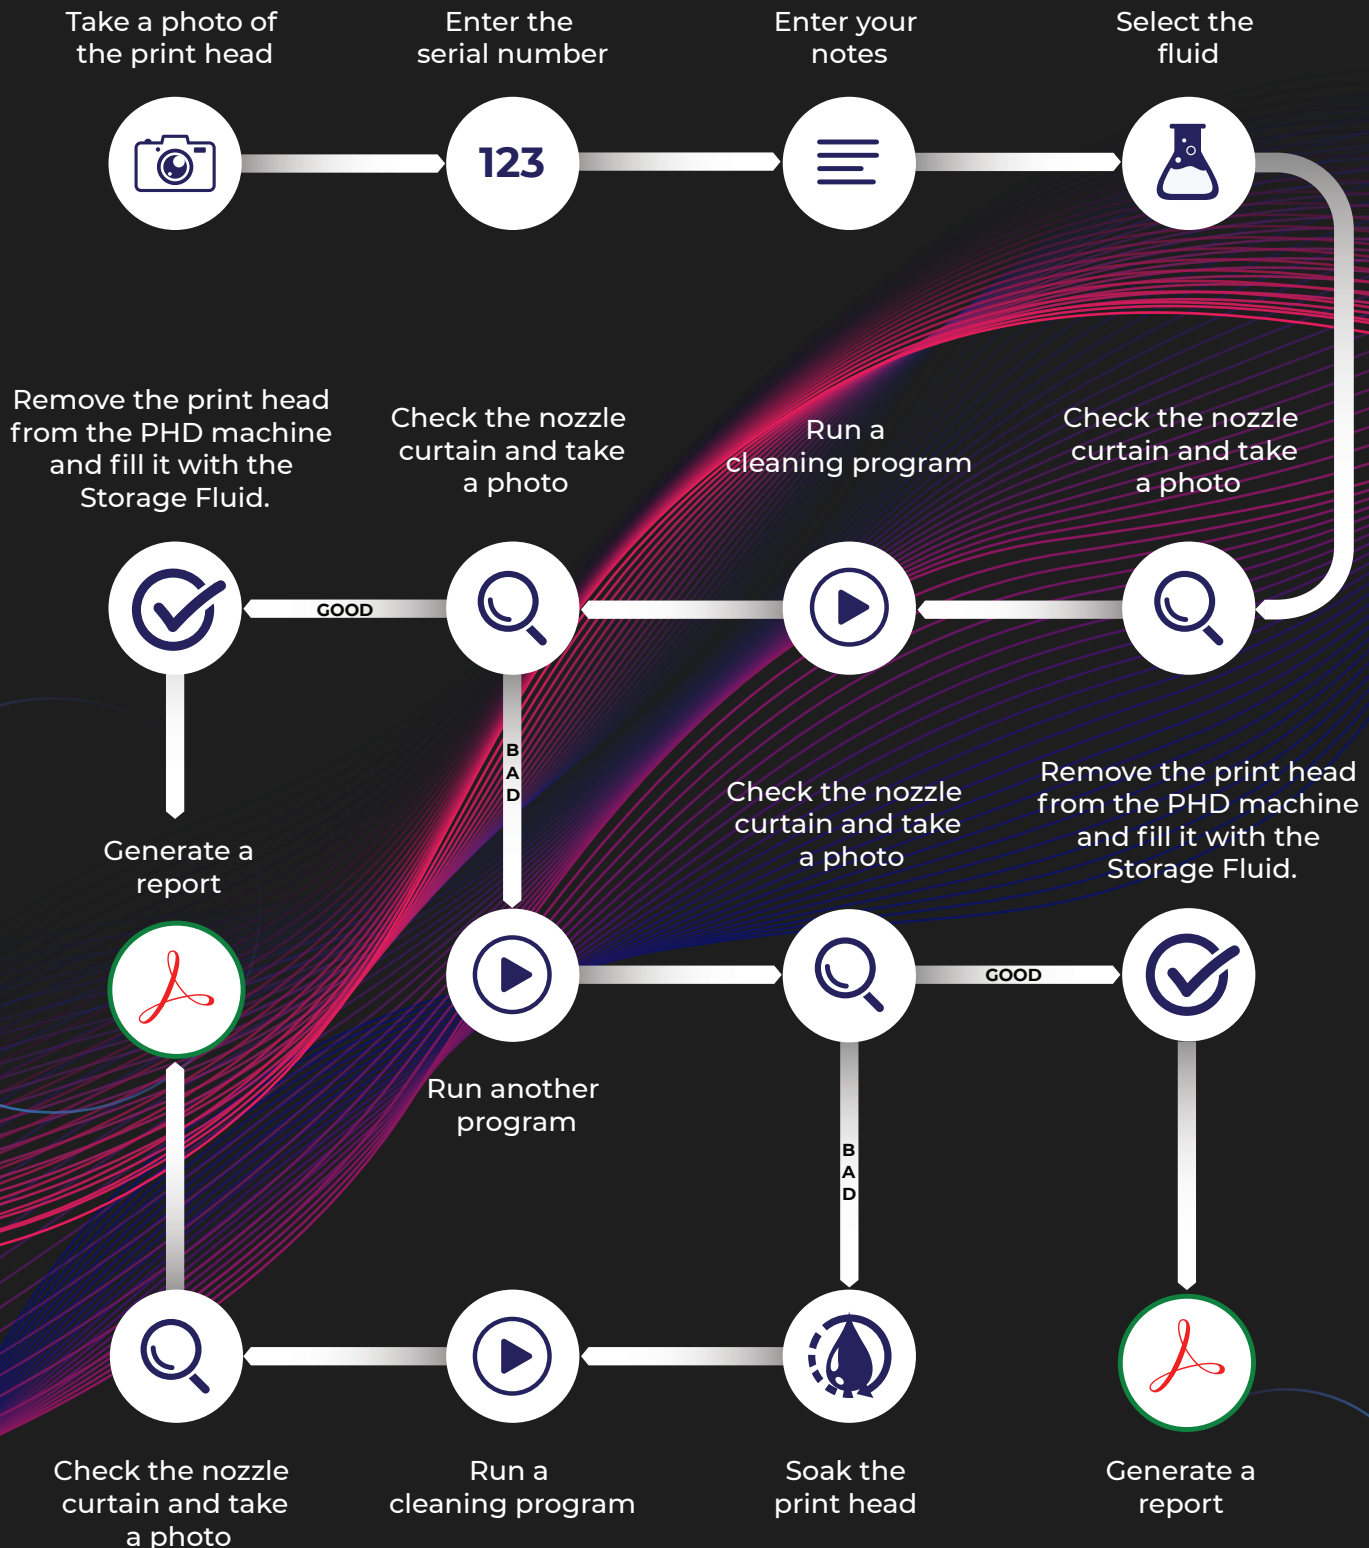 Take a photo of
the print head
Enter the
serial number
Enter your
notes
Select the
fluid
123
Remove the print head
from the PHD machine
and fill it with the
Storage Fluid.
Check the nozzle
curtain and take
a photo
Run a
cleaning program
Check the nozzle
curtain and take
a photo
GOOD
B
A
D
Generate a
report
Check the nozzle
curtain and take
a photo
Remove the print head
from the PHD machine
and fill it with the
Storage Fluid.
GOOD
Run another
program
B
A
D
Check the nozzle
curtain and take
a photo
Run a
cleaning program
Soak the
print head
Generate a
report